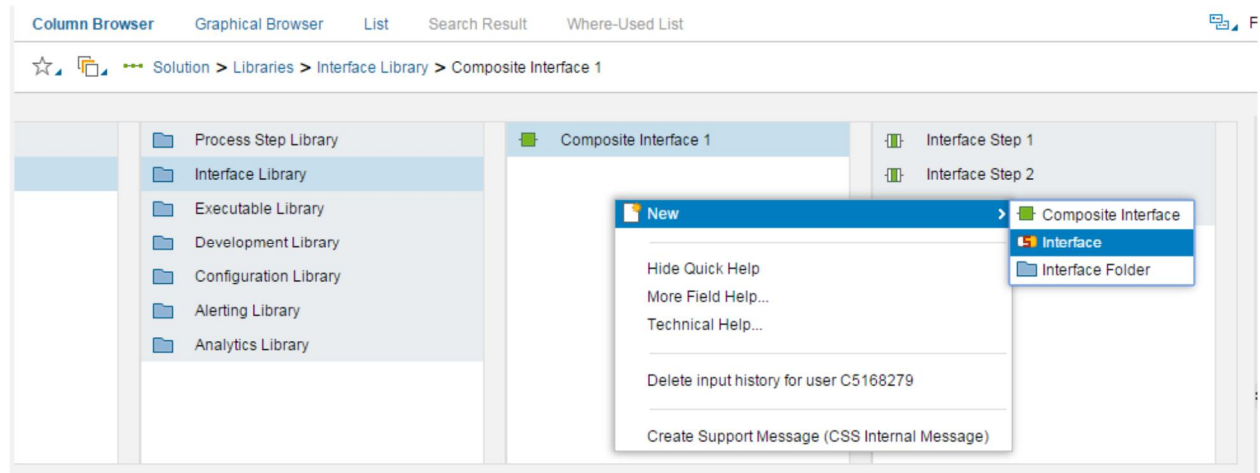 Column Browser Graphical Browser List Search Result Where-Used List F
Solution > Libraries > Interface Library > Composite Interface 1
Process Step Library Composite Interface 1 Interface Step 1
Interface Library Interface Step 2
Executable Library New Composite Interface
Development Library Interface
Configuration Library Hide Quick Help Interface Folder
More Field Help...
Alerting Library
Technical Help...
Analytics Library
Delete input history for user C5168279
Create Support Message (CSS Internal Message)